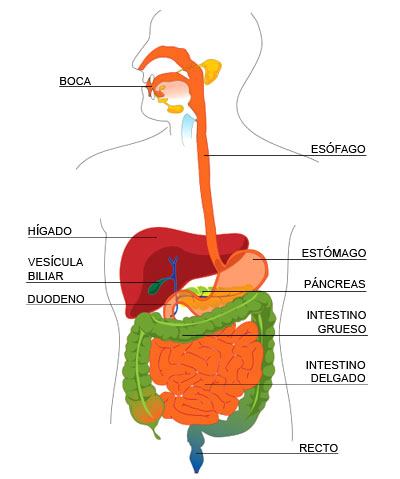 BOCA
ESÓFAGO
HÍGADO
ESTÓMAGO
VESÍCULA
BILIAR
PÁNCREAS
DUODENO
INTESTINO
GRUESO
INTESTINO
DELGADO
RECTO